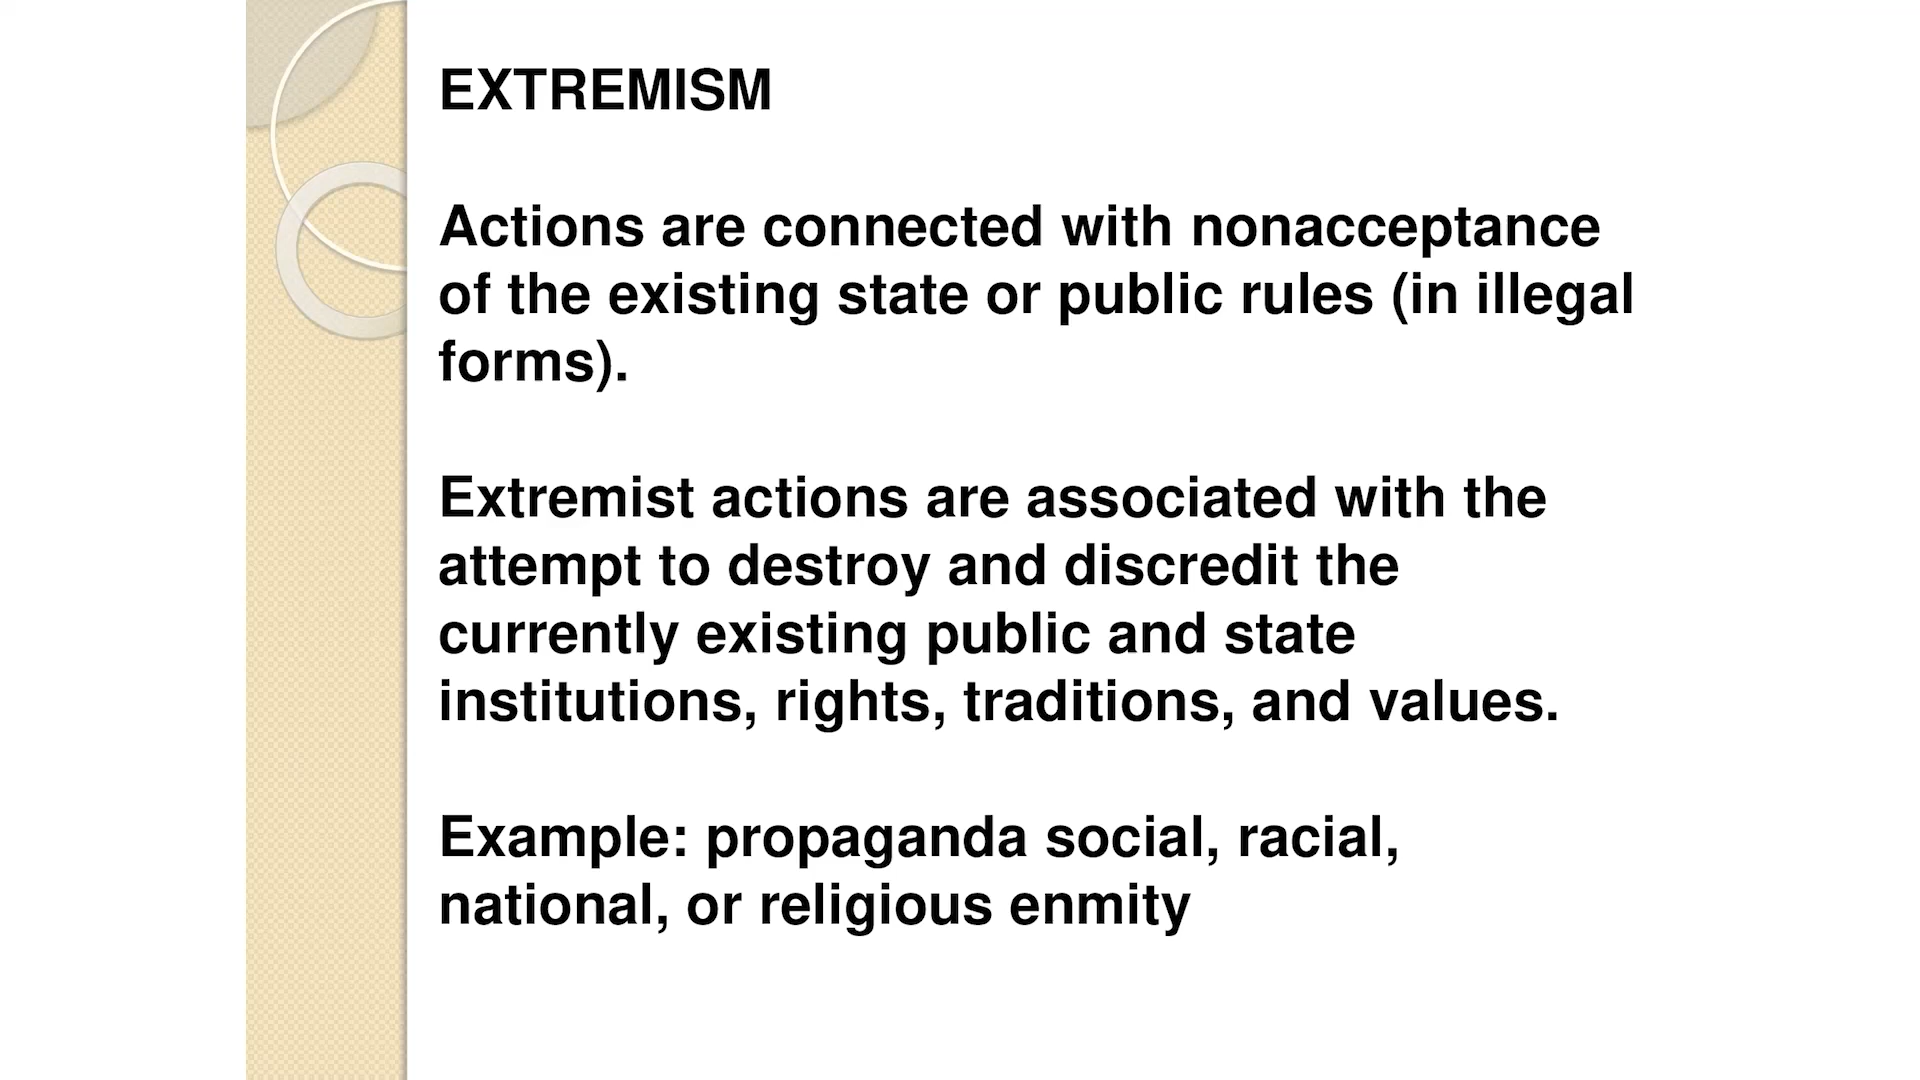 EXTREMISM
Actions are connected with nonacceptance
of the existing state or public rules (in illegal
forms).
Extremist actions are associated with the
attempt to destroy and discredit the
currently existing public and state
institutions, rights, traditions, and values.
Example: propaganda social, racial,
national, or religious enmity